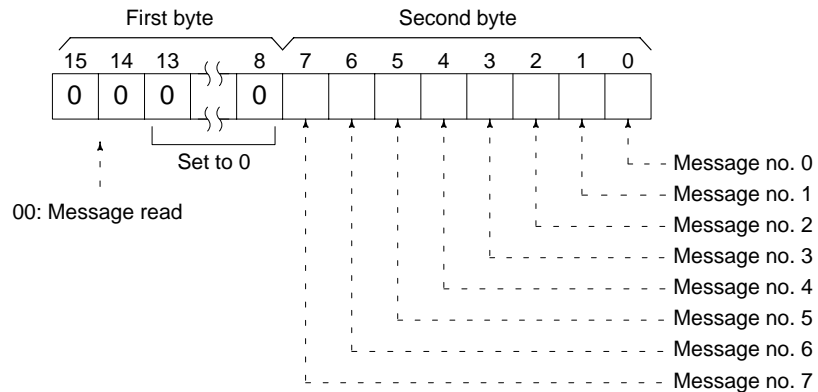 First byte Second byte
15 14 13 8 7 6 5 4 3 2 1 0
0 0 0 0
Set to 0
00: Message read
Message no. 0
Message no. 1
Message no. 2
Message no. 3
Message no. 4
Message no. 5
Message no. 6
Message no. 7